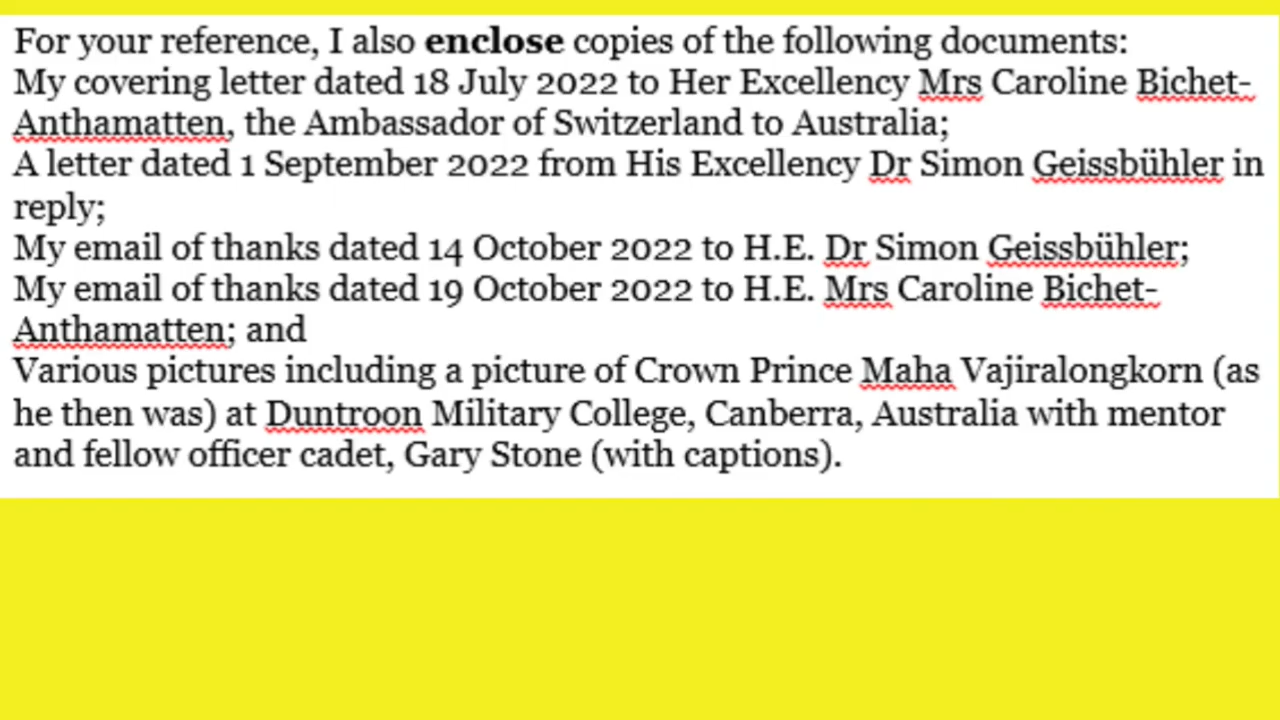 For your reference, I also enclose copies of the following documents:
My covering letter dated 18 July 2022 to Her Excellency Mrs Caroline Bichet-
Anthamatten, the Ambassador of Switzerland to Australia;
A letter dated 1 September 2022 from His Excellency Dr Simon Geissbühler in
reply;
My email of thanks dated 14 October 2022 to H.E. Dr Simon Geissbühler;
My email of thanks dated 19 October 2022 to H.E. Mrs Caroline Bichet-
Anthamatten; and
Various pictures including a picture of Crown Prince Maha Vajiralongkorn (as
he then was) at Duntroon Military College, Canberra, Australia with mentor
and fellow officer cadet, Gary Stone (with captions).